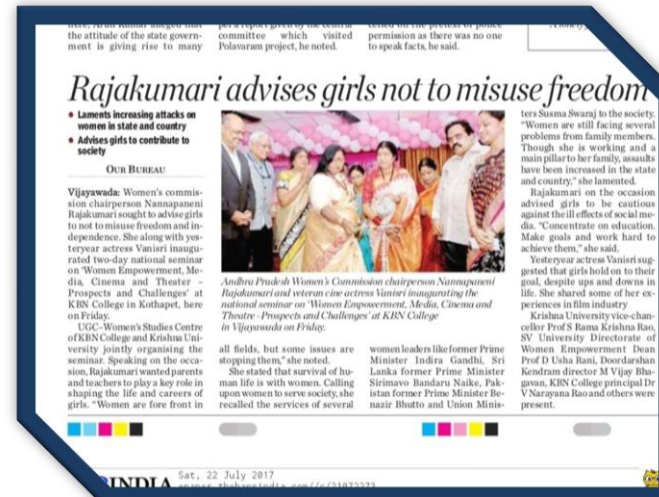 the attitude of the state govern-
ment is giving rise to many
committee which visited
Polavaram project, he noted.
permission as there was no one
to speak facts, he said.
Rajakumari advises girls not to misuse freedom
• Laments increasing attacks on
women in state and country
• Advises girls to contribute to
society
OUR BUREAU
Vijayawada: Women's commis-
sion chairperson Nannapaneni
Rajakumari sought to advise girls
to not to misuse freedom and in-
dependence. She along with yes-
teryear actress Vanisri inaugu-
rated two-day national seminar
on 'Women Empowerment, Me-
dia, Cinema and Theater -
Prospects and Challenges' at
KBN College in Kothapet, here
on Friday.
UGC-Women's Studies Centre
of KBN College and Krishna Uni-
versity jointly organising the
seminar. Speaking on the occa-
sion, Rajakumari wanted parents
and teachers to play a key role in
shaping the life and careers of
girls. "Women are fore front in
Andhra Pradesh Women's Commission chairperson Nannapaneni
Rajakumari and veteran cine actress Vanisri inaugurating the
national seminar on 'Women Empowerment, Media, Cinema and
Theatre -Prospects and Challenges' at KBN College
in Vijayawada on Friday.
all fields, but some issues are
stopping them," she noted.
She stated that survival of hu-
man life is with women. Calling
upon women to serve society, she
recalled the services of several
women leaders like former Prime
Minister Indira Gandhi, Sri
Lanka former Prime Minister
Sirimavo Bandaru Naike, Pak-
istan former Prime Minister Be-
nazir Bhutto and Union Minis-
ters Susma Swaraj to the society.
"Women are still facing several
problems from family members.
Though she is working and a
main pillar to her family, assaults
have been increased in the state
and country," she lamented.
Rajakumari on the occasion
advised girls to be cautious
against the ill effects of social me-
dia. "Concentrate on education.
Make goals and work hard to
achieve them," she said.
Yesteryear actress Vanisri sug-
gested that girls hold on to their
goal, despite ups and downs in
life. She shared some of her ex-
periences in film industry
Krishna University vice-chan-
cellor Prof S Rama Krishna Rao,
SV University Directorate of
Women Empowerment Dean
Prof D Usha Rani, Doordarshan
Kendram director M Vijay Bha-
gavan, KBN College principal Dr
V Narayana Rao and others were
present.
INDIA
Sat, 22 July 2017